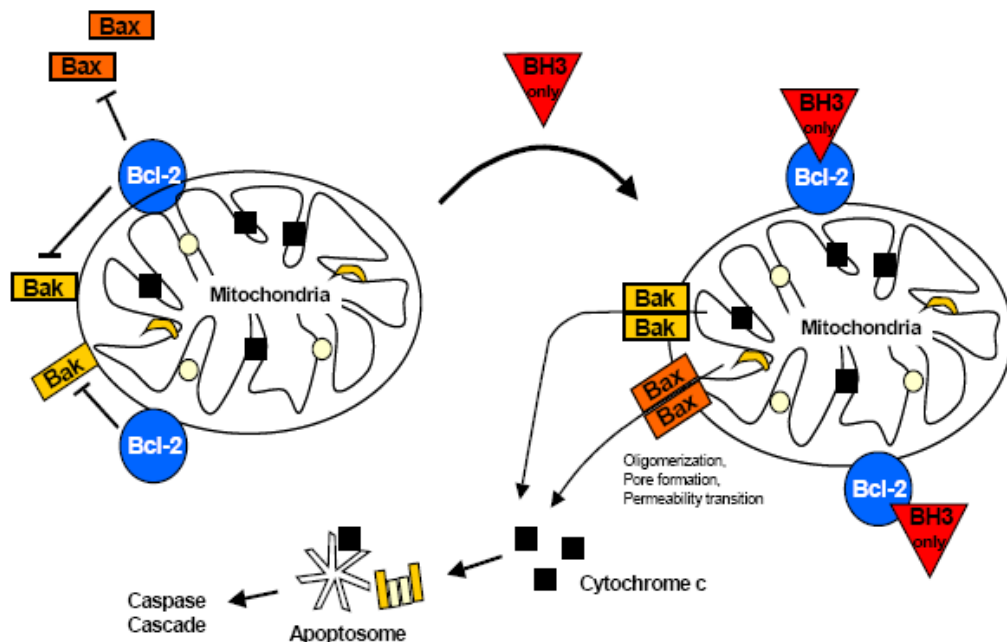 Bax
Bax
Bcl-2
Bak
Bak
Bcl-2
Mitochondria
BH3
only
BH3
only
Bcl-2
Bak
Bak
Bax
Bax
Mitochondria
Oligomerization,
Pore formation,
Permeability transition
Bcl-2
BH3
only
Cytochrome c
Apoptosome
Caspase
Cascade